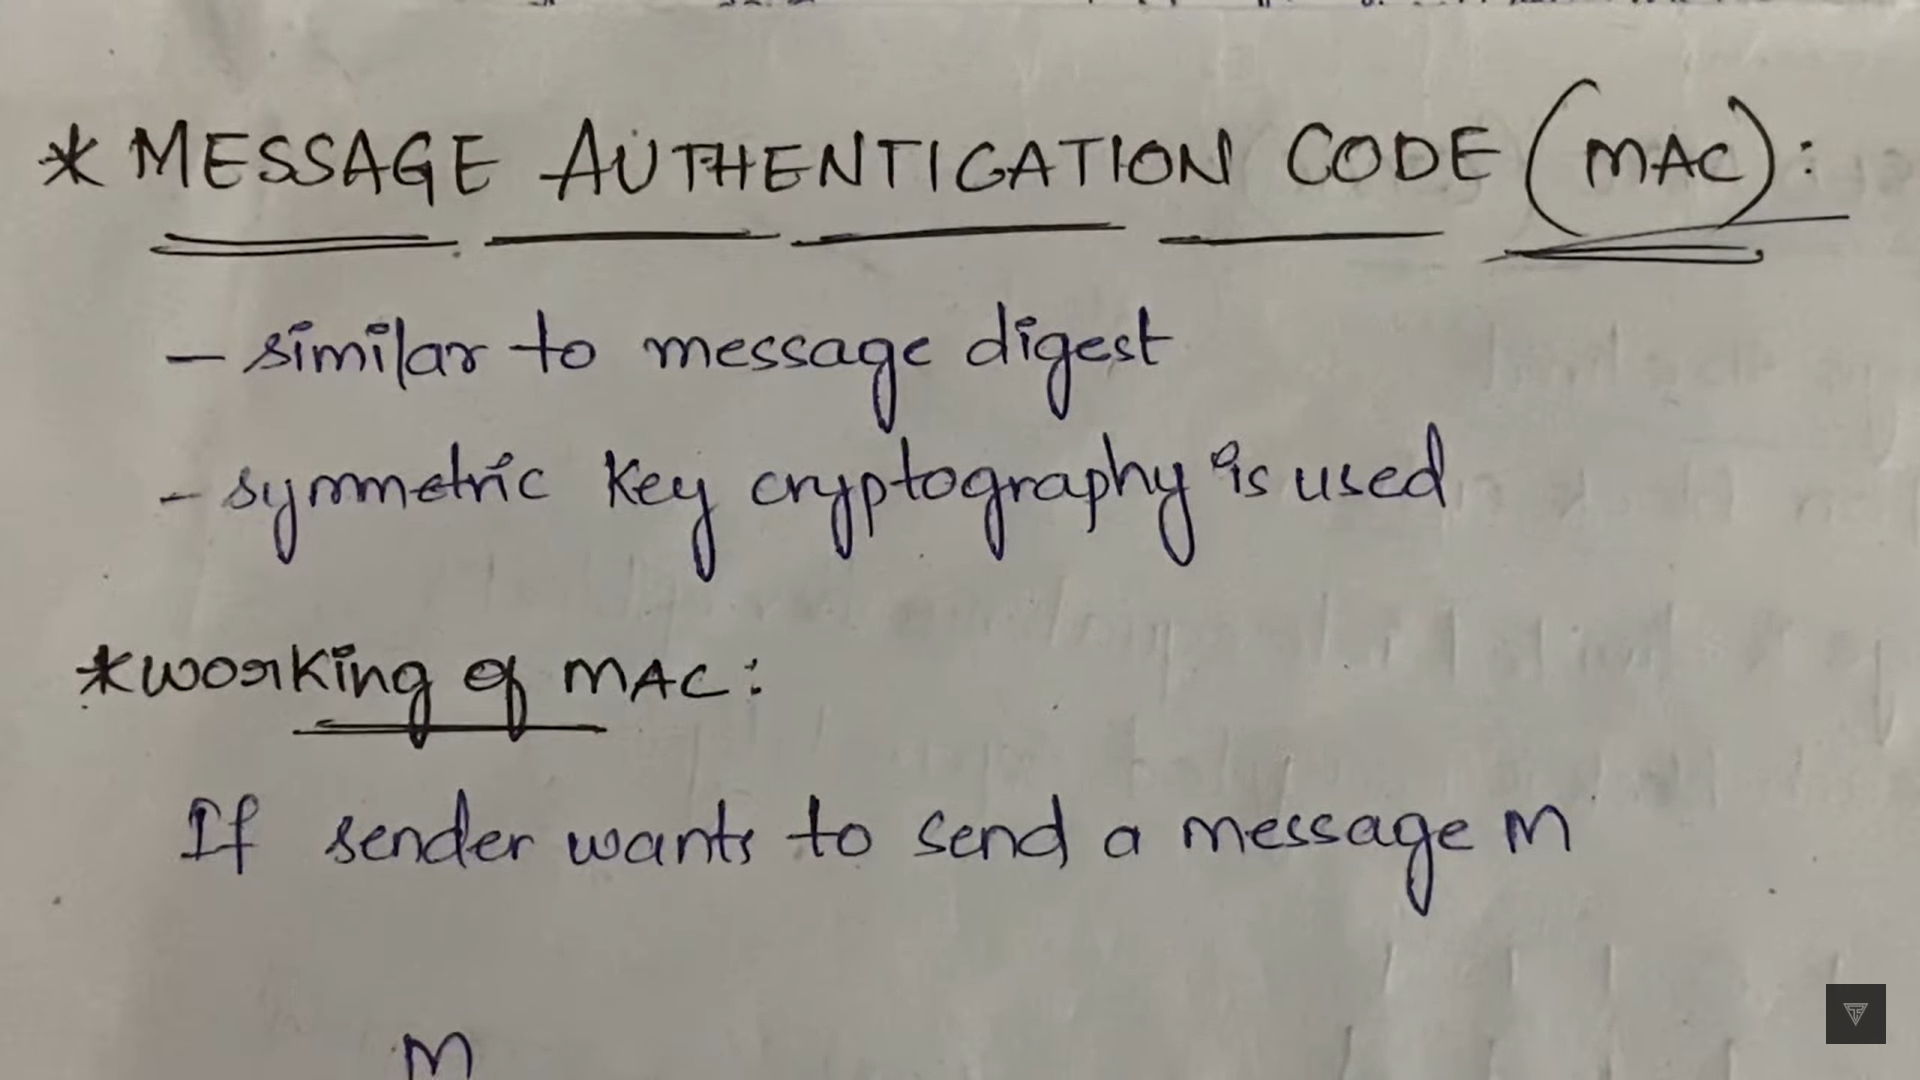 * MESSAGE AUTHENTICATION CODE (MAC):
- similar to message digest
- symmetric key cryptography is used
* working of MAC:
If sender wants to send a message M
M